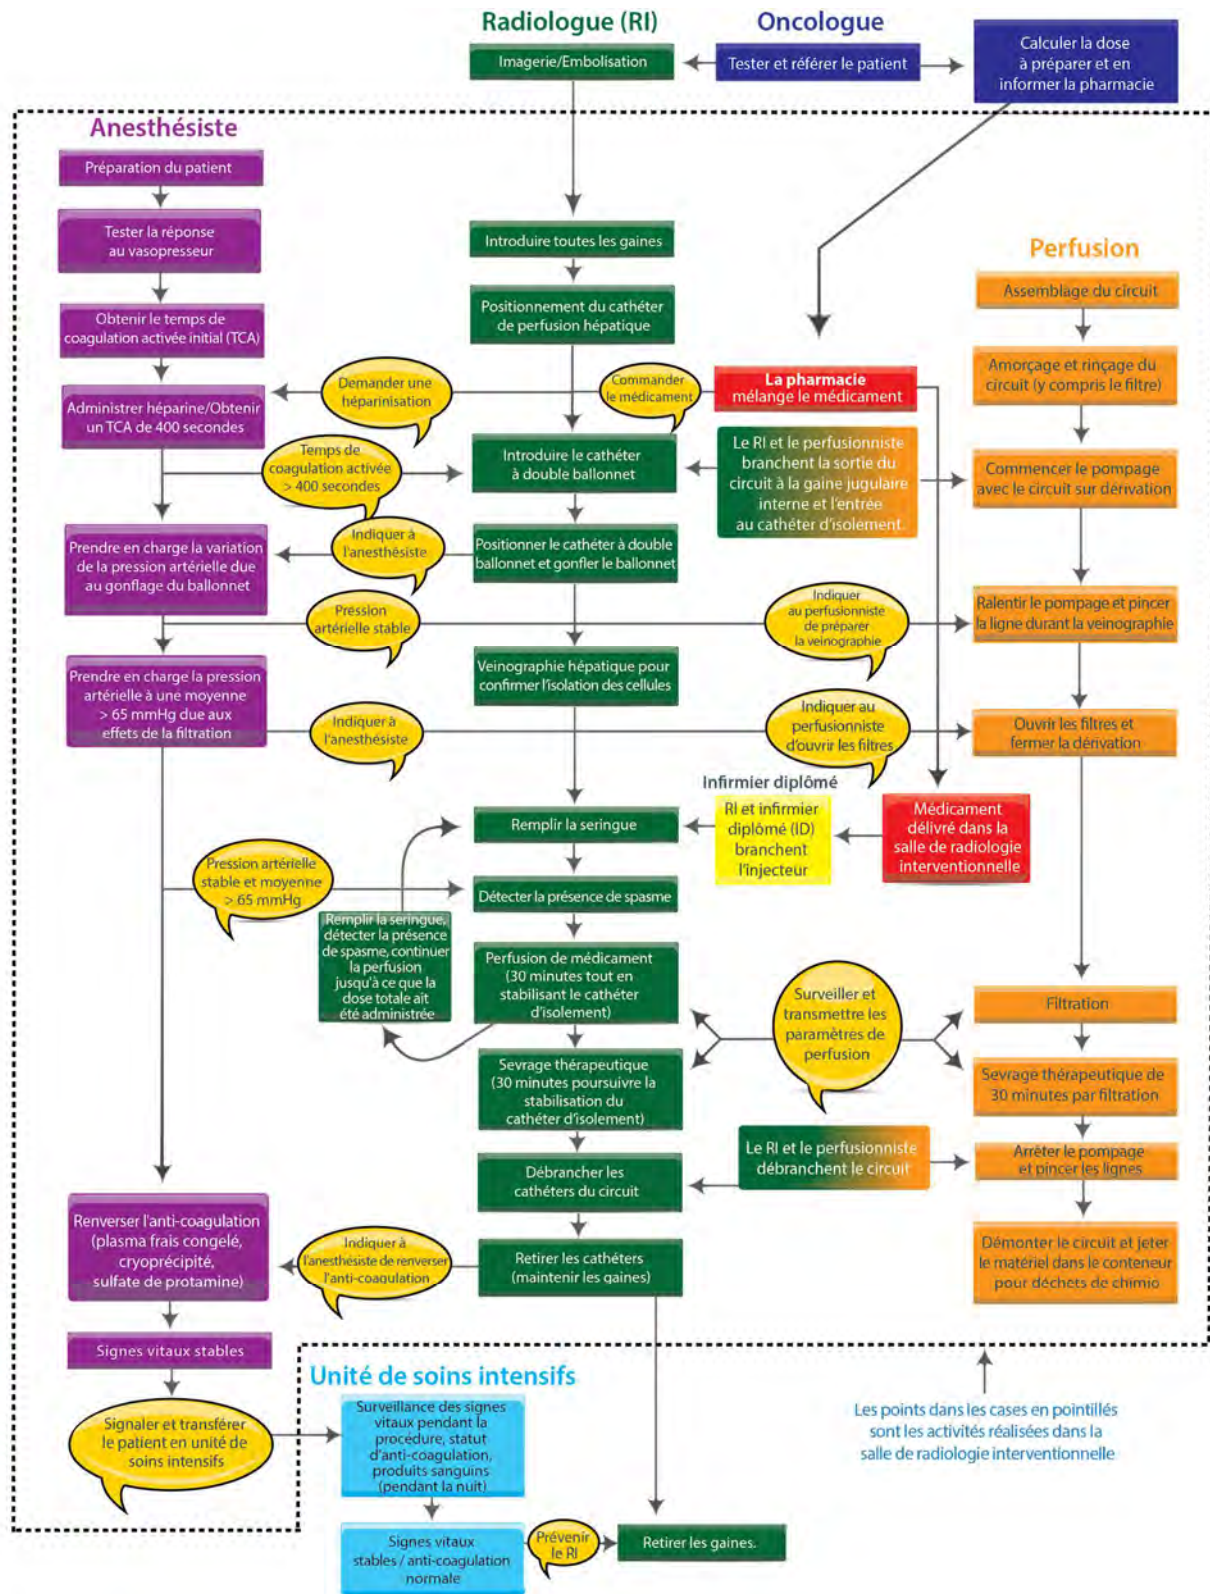 Radiologue (RI)
Oncologue
Imagerie/Embolisation
Tester et référer le patient
Calculer la dose
à préparer et en
informer la pharmacie
Anesthésiste
Préparation du patient
Tester la réponse
au vasopresseur
Obtenir le temps de
coagulation activée initial (TCA)
Administrer héparine/Obtenir
un TCA de 400 secondes
Prendre en charge la variation
de la pression artérielle due
au gonflage du ballonnet
Prendre en charge la pression
artérielle à une moyenne
> 65 mmHg due aux
effets de la filtration
Renverser l'anti-coagulation
(plasma frais congelé,
cryoprécipité,
sulfate de protamine)
Signes vitaux stables
Signaler et transférer
le patient en unité de
soins intensifs
Demander une
héparinisation
Temps de
coagulation activée
> 400 secondes
Indiquer à
l'anesthésiste
Pression
artérielle stable
Indiquer à
l'anesthésiste
Pression artérielle
stable et moyenne
> 65 mmHg
Remplir la seringue,
détecter la présence
de spasme, continuer
la perfusion
jusqu'à ce que la
dose totale ait
été administrée
Indiquer à
l'anesthésiste de renverser
l'anti-coagulation
Introduire toutes les gaines
Positionnement du cathéter
de perfusion hépatique
Introduire le cathéter
à double ballonnet
Positionner le cathéter à double
ballonnet et gonfler le ballonnet
Veinographie hépatique pour
confirmer l'isolation des cellules
Remplir la seringue
Détecter la présence de spasme
Perfusion de médicament
(30 minutes tout en
stabilisant le cathéter
d'isolement)
Sevrage thérapeutique
(30 minutes poursuivre la
stabilisation du
cathéter d'isolement)
Débrancher les
cathéters du circuit
Retirer les cathéters
(maintenir les gaines)
Commander
le médicament
La pharmacie
mélange le médicament
Le RI et le perfusionniste
branchent la sortie du
circuit à la gaine jugulaire
interne et l'entrée
au cathéter d'isolement.
Indiquer
au perfusionniste
de préparer
la veinographie
Indiquer au
perfusionniste
d'ouvrir les filtres
Infirmier diplômé
RI et infirmier
diplômé (ID)
branchent
l'injecteur
Médicament
délivré dans la
salle de radiologie
interventionnelle
Surveiller et
transmettre les
paramètres de
perfusion
Le RI et le perfusionniste
débranchent le circuit
Perfusion
Assemblage du circuit
Amorçage et rinçage du
circuit (y compris le filtre)
Commencer le pompage
avec le circuit sur dérivation
Ralentir le pompage et pincer
la ligne durant la veinographie
Ouvrir les filtres et
fermer la dérivation
Filtration
Sevrage thérapeutique de
30 minutes par filtration
Arrêter le pompage
et pincer les lignes
Démonter le circuit et jeter
le matériel dans le conteneur
pour déchets de chimio
Unité de soins intensifs
Surveillance des signes
vitaux pendant la
procédure, statut
d'anti-coagulation,
produits sanguins
(pendant la nuit)
Signes vitaux
stables / anti-coagulation
normale
Prévenir
le RI
Retirer les gaines.
Les points dans les cases en pointillés
sont les activités réalisées dans la
salle de radiologie interventionnelle